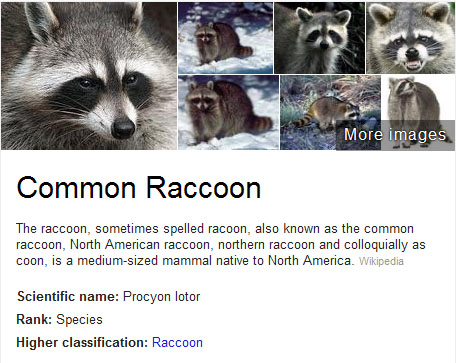 More images
Common Raccoon
The raccoon, sometimes spelled racoon, also known as the common
raccoon, North American raccoon, northern raccoon and colloquially as
coon, is a medium-sized mammal native to North America. Wikipedia
Scientific name: Procyon lotor
Rank: Species
Higher classification: Raccoon